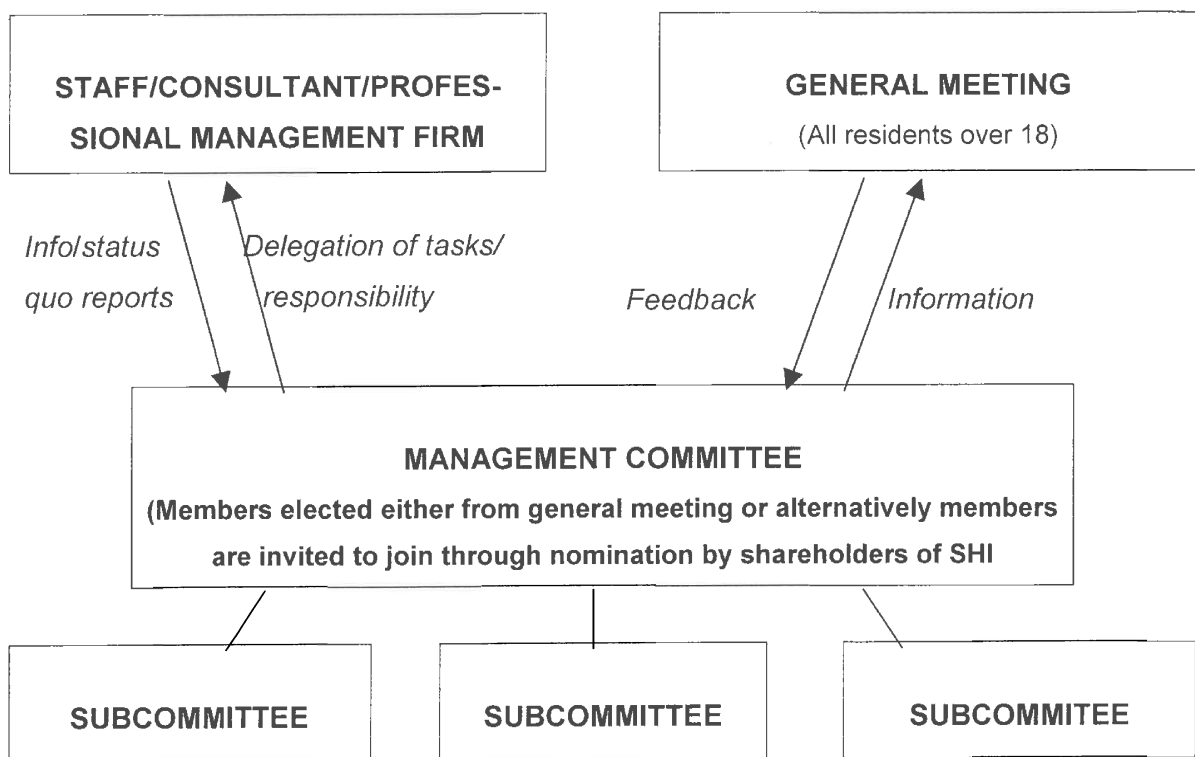 STAFF/CONSULTANT/PROFES-
SIONAL MANAGEMENT FIRM
GENERAL MEETING
(All residents over 18)
Info/status
quo reports
Delegation of tasks/
responsibility
Feedback
Information
MANAGEMENT COMMITTEE
(Members elected either from general meeting or alternatively members
are invited to join through nomination by shareholders of SHI
SUBCOMMITTEE
SUBCOMMITTEE
SUBCOMMITEE